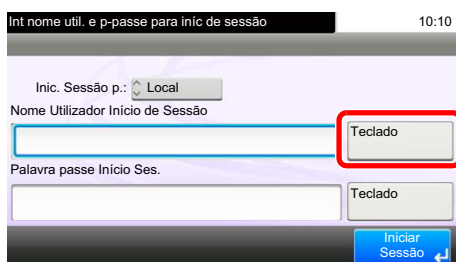 Int nome util. e p-passe para iníc de sessão 10:10
Inic. Sessão p.: Local
Nome Utilizador Início de Sessão
Teclado
Palavra passe Início Ses.
Teclado
Iniciar
Sessão